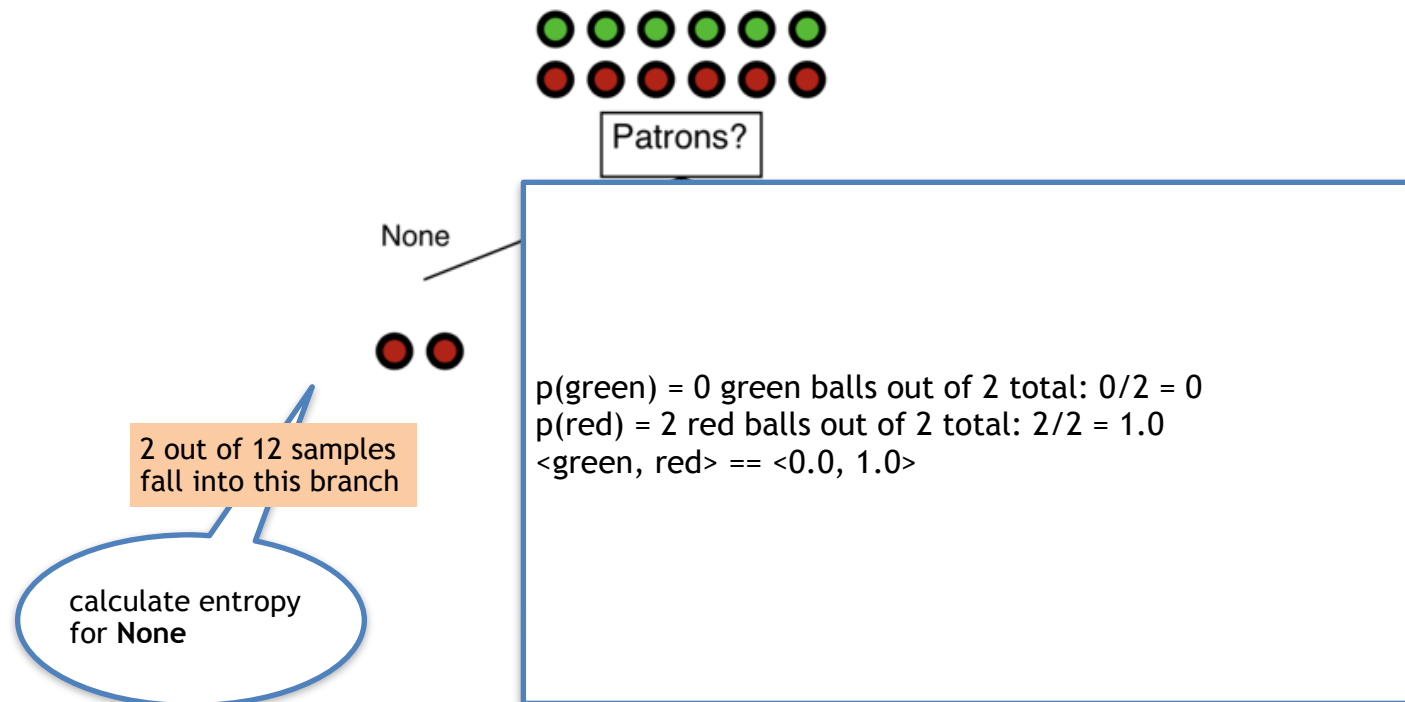 Patrons?
None
p(green) = 0 green balls out of 2 total: 0/2 = 0
p(red) = 2 red balls out of 2 total: 2/2 = 1.0
<green, red> == <0.0, 1.0>
2 out of 12 samples
fall into this branch
calculate entropy
for None